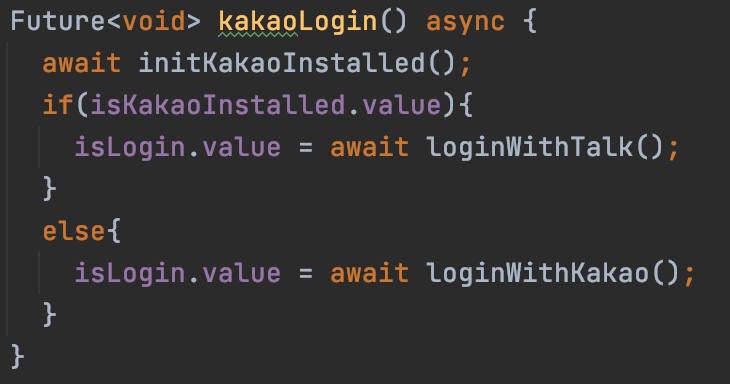 Future<void> kakaoLogin() async {
  await initKakaoInstalled();
  if(isKakaoInstalled.value){
    isLogin.value = await loginWithTalk();
  }
  else{
    isLogin.value = await loginWithKakao();
  }
}